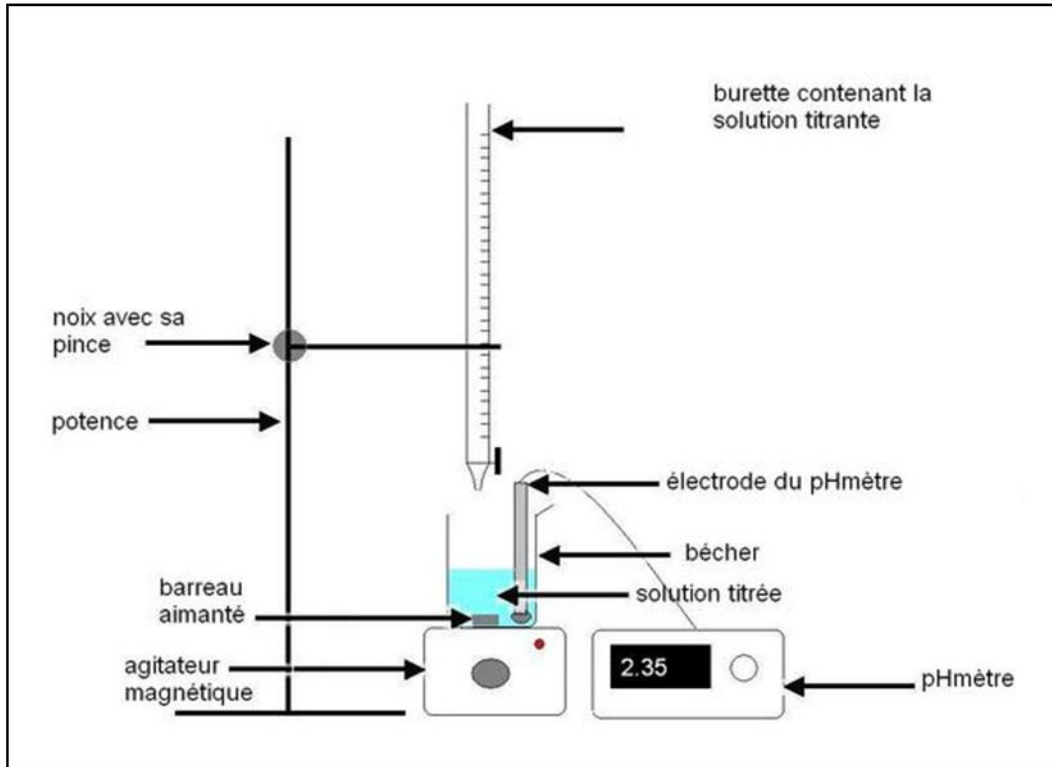 burette contenant la
solution titrante
noix avec sa
pince
potence
électrode du pHmètre
bécher
barreau
aimanté
solution titrée
agitateur
magnétique
2.35
pHmètre